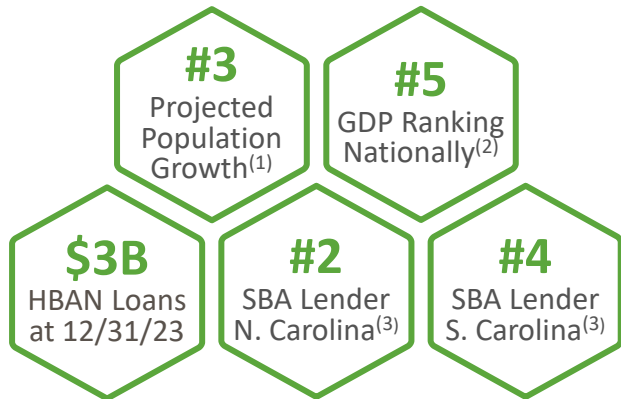 #3
Projected
Population
Growth(1)
#5
GDP Ranking
Nationally(2)
$3B
HBAN Loans
at 12/31/23
#2
SBA Lender
N. Carolina(3)
#4
SBA Lender
S. Carolina(3)